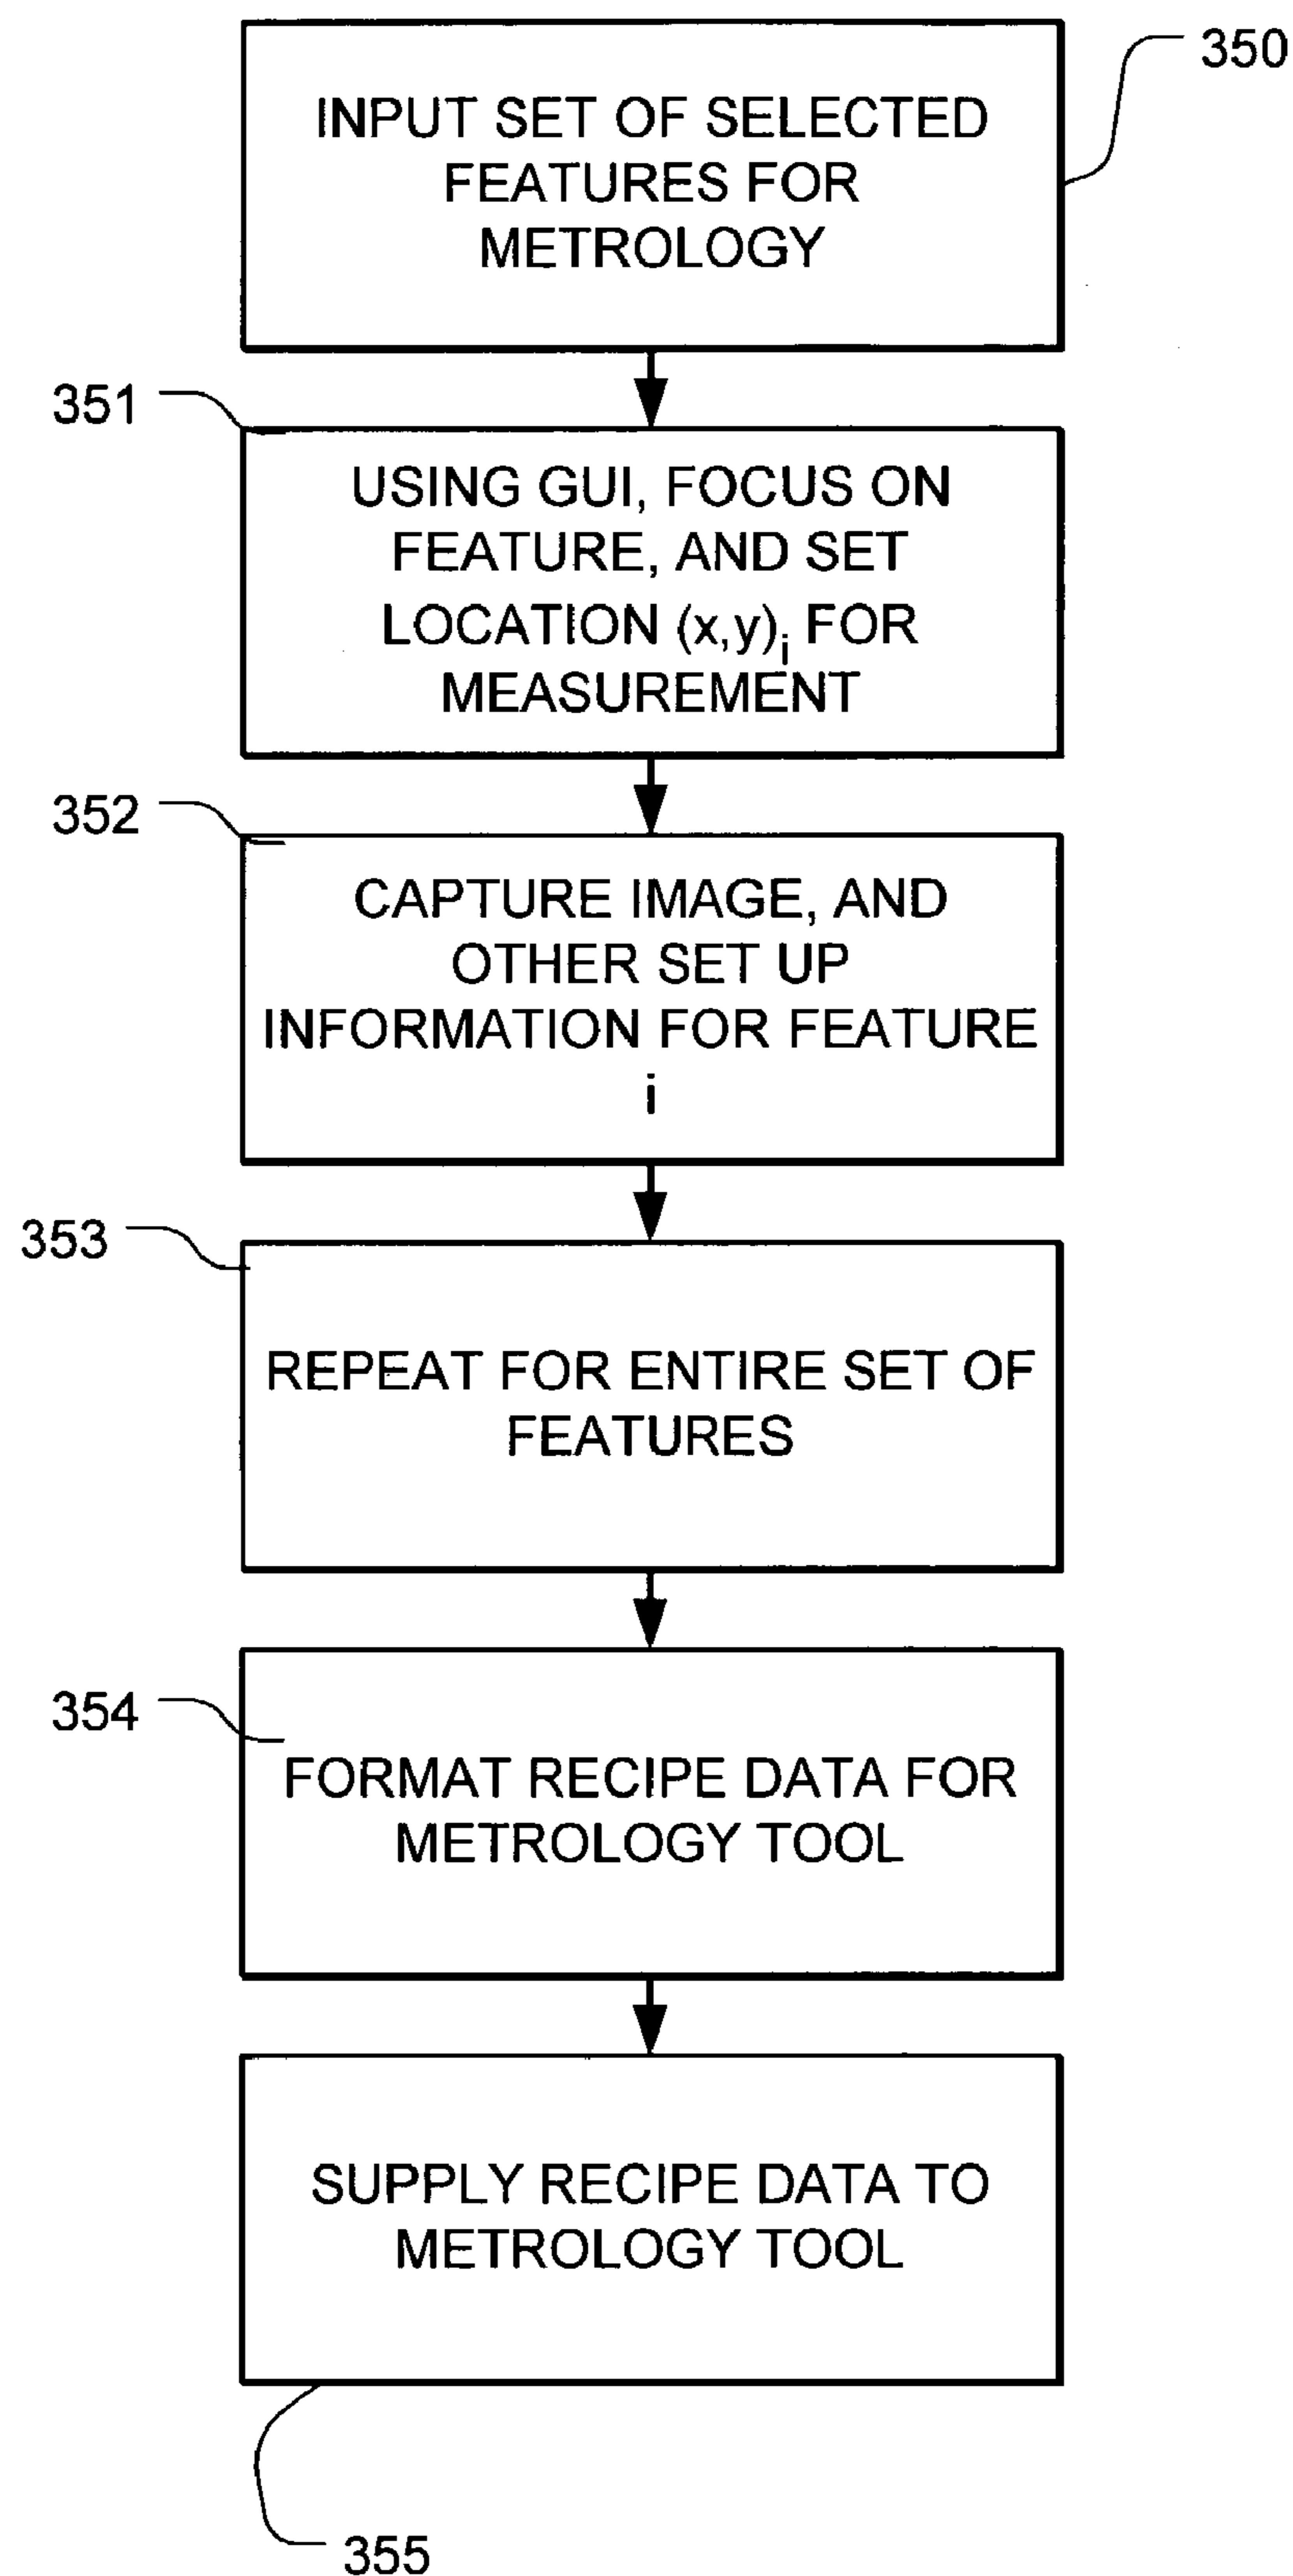 350
INPUT SET OF SELECTED
FEATURES FOR
METROLOGY
351
USING GUI, FOCUS ON
FEATURE, AND SET
LOCATION (x,y)i FOR
MEASUREMENT
352
CAPTURE IMAGE, AND
OTHER SET UP
INFORMATION FOR FEATURE
i
353
REPEAT FOR ENTIRE SET OF
FEATURES
354
FORMAT RECIPE DATA FOR
METROLOGY TOOL
SUPPLY RECIPE DATA TO
METROLOGY TOOL
355